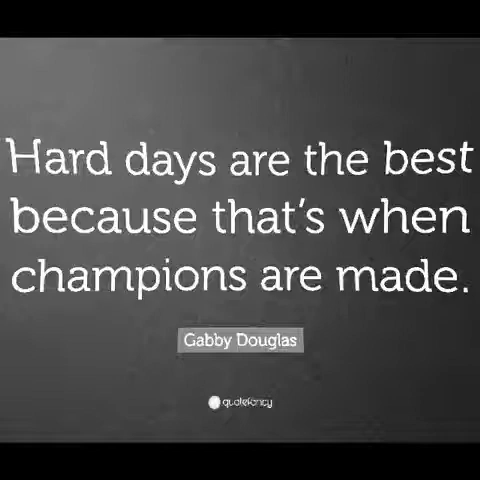 Hard days are the best
because that's when
champions are made.
Gabby Douglas
quotefancy